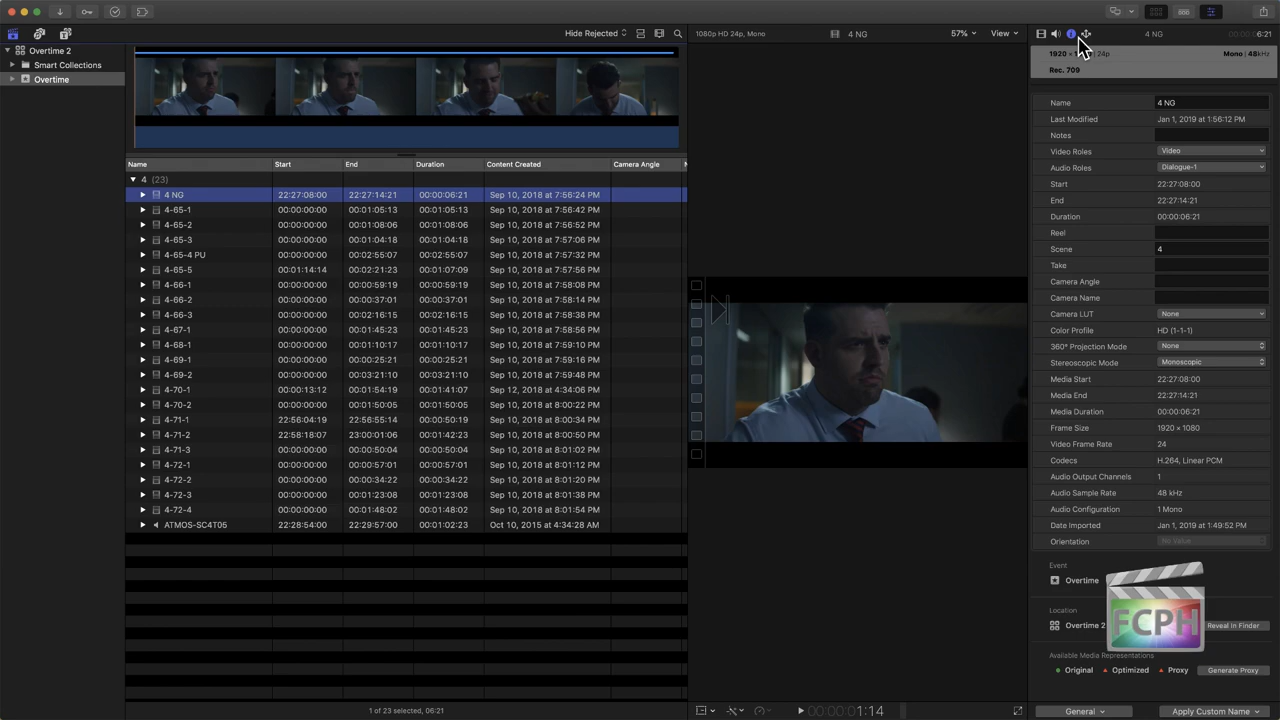 Hide Rejected
1080p HD 24p, Mono
4 NG
57%
View
4 NG
6:21
Overtime 2
Smart Collections
Overtime
24p
Mono 48kHz
Rec. 709
Name Start End Duration Content Created Camera Angle
4 (23)
4 NG 22:27:08:00 22:27:14:21 00:00:06:21 Sep 10, 2018 at 7:56:24 PM
4-65-1 00:00:00:00 00:01:05:13 00:01:05:13 Sep 10, 2018 at 7:56:42 PM
4-65-2 00:00:00:00 00:01:08:06 00:01:08:06 Sep 10, 2018 at 7:56:52 PM
4-65-3 00:00:00:00 00:01:04:18 00:01:04:18 Sep 10, 2018 at 7:57:06 PM
4-65-4 PU 00:00:00:00 00:02:55:07 00:02:55:07 Sep 10, 2018 at 7:57:32 PM
4-65-5 00:01:14:14 00:02:21:23 00:01:07:09 Sep 10, 2018 at 7:57:56 PM
4-66-1 00:00:00:00 00:00:59:19 00:00:59:19 Sep 10, 2018 at 7:58:08 PM
4-66-2 00:00:00:00 00:00:37:01 00:00:37:01 Sep 10, 2018 at 7:58:14 PM
4-66-3 00:00:00:00 00:02:16:15 00:02:16:15 Sep 10, 2018 at 7:58:38 PM
4-67-1 00:00:00:00 00:01:45:23 00:01:45:23 Sep 10, 2018 at 7:58:56 PM
4-68-1 00:00:00:00 00:01:10:17 00:01:10:17 Sep 10, 2018 at 7:59:10 PM
4-69-1 00:00:00:00 00:00:25:21 00:00:25:21 Sep 10, 2018 at 7:59:16 PM
4-69-2 00:00:00:00 00:03:21:10 00:03:21:10 Sep 10, 2018 at 7:59:48 PM
4-70-1 00:00:13:12 00:01:54:19 00:01:41:07 Sep 12, 2018 at 4:34:06 PM
4-70-2 00:00:00:00 00:01:50:05 00:01:50:05 Sep 10, 2018 at 8:00:22 PM
4-71-1 22:56:04:19 22:56:55:14 00:00:50:19 Sep 10, 2018 at 8:00:34 PM
4-71-2 22:58:18:07 23:00:01:06 00:01:42:23 Sep 10, 2018 at 8:00:50 PM
4-71-3 00:00:00:00 00:00:50:04 00:00:50:04 Sep 10, 2018 at 8:01:02 PM
4-72-1 00:00:00:00 00:00:57:01 00:00:57:01 Sep 10, 2018 at 8:01:12 PM
4-72-2 00:00:00:00 00:00:34:22 00:00:34:22 Sep 10, 2018 at 8:01:20 PM
4-72-3 00:00:00:00 00:01:23:08 00:01:23:08 Sep 10, 2018 at 8:01:38 PM
4-72-4 00:00:00:00 00:01:48:02 00:01:48:02 Sep 10, 2018 at 8:01:54 PM
ATMOS-SC4T05 22:28:54:00 22:29:57:00 00:01:02:23 Oct 10, 2015 at 4:34:28 AM
1 of 23 selected, 06:21
00:00:00:01:14
Name 4 NG
Last Modified Jan 1, 2019 at 1:56:12 PM
Notes
Video Roles Video
Audio Roles Dialogue-1
Start 22:27:08:00
End 22:27:14:21
Duration 00:00:06:21
Reel
Scene 4
Take
Camera Angle
Camera Name
Camera LUT None
Color Profile HD (1-1-1)
360° Projection Mode None
Stereoscopic Mode Monoscopic
Media Start 22:27:08:00
Media End 22:27:14:21
Media Duration 00:00:06:21
Frame Size 1920 × 1080
Video Frame Rate 24
Codecs H.264, Linear PCM
Audio Output Channels 1
Audio Sample Rate 48 kHz
Audio Configuration 1 Mono
Date Imported Jan 1, 2019 at 1:49:52 PM
Orientation No Value
Event
Overtime
Location
Overtime 2 Reveal In Finder
FCPH
Available Media Representations
Original Optimized Proxy Generate Proxy
General Apply Custom Name